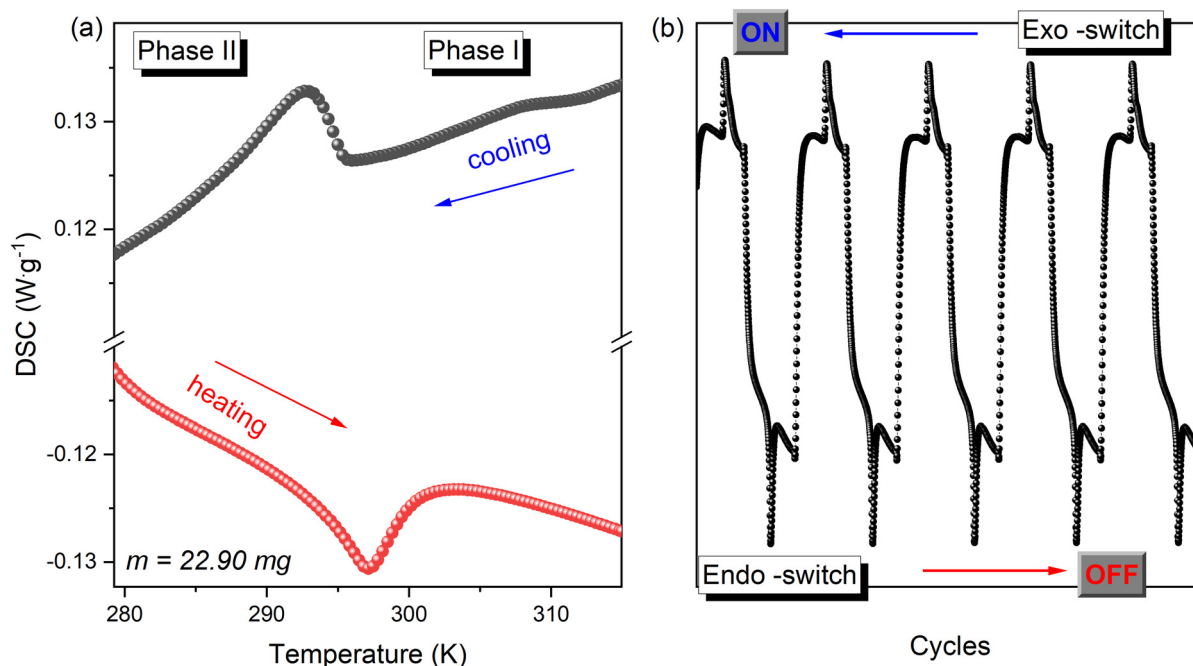 (a)
Phase II
Phase I
cooling
heating
m = 22.90 mg
DSC (W·g⁻¹)
0.13
0.12
-0.12
-0.13
280
290
300
310
Temperature (K)
(b)
ON
Exo -switch
Endo -switch
OFF
Cycles